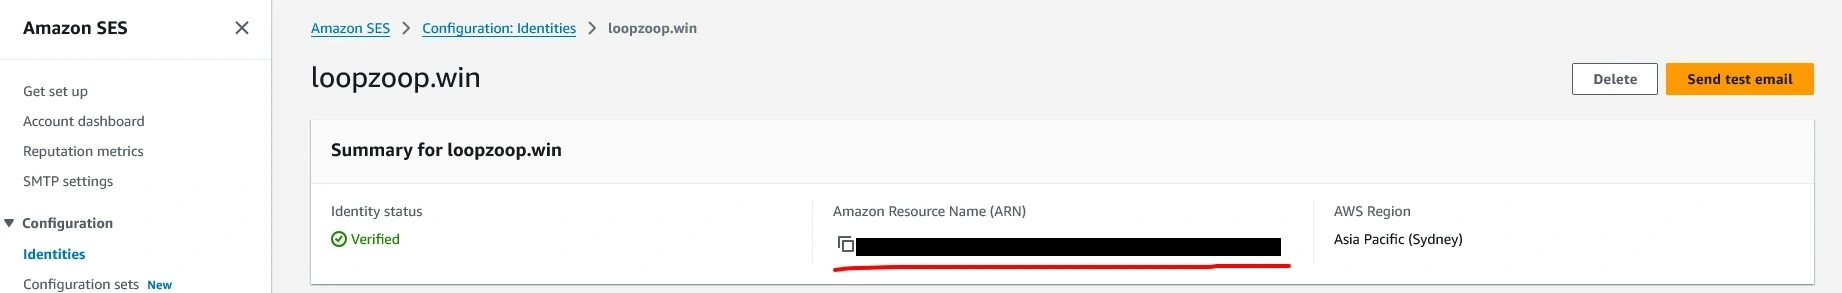 Amazon SES
Get set up
Account dashboard
Reputation metrics
SMTP settings
Configuration
Identities
Configuration sets New
Amazon SES > Configuration: Identities > loopzoop.win
loopzoop.win
Delete
Send test email
Summary for loopzoop.win
Identity status
Verified
Amazon Resource Name (ARN)
AWS Region
Asia Pacific (Sydney)